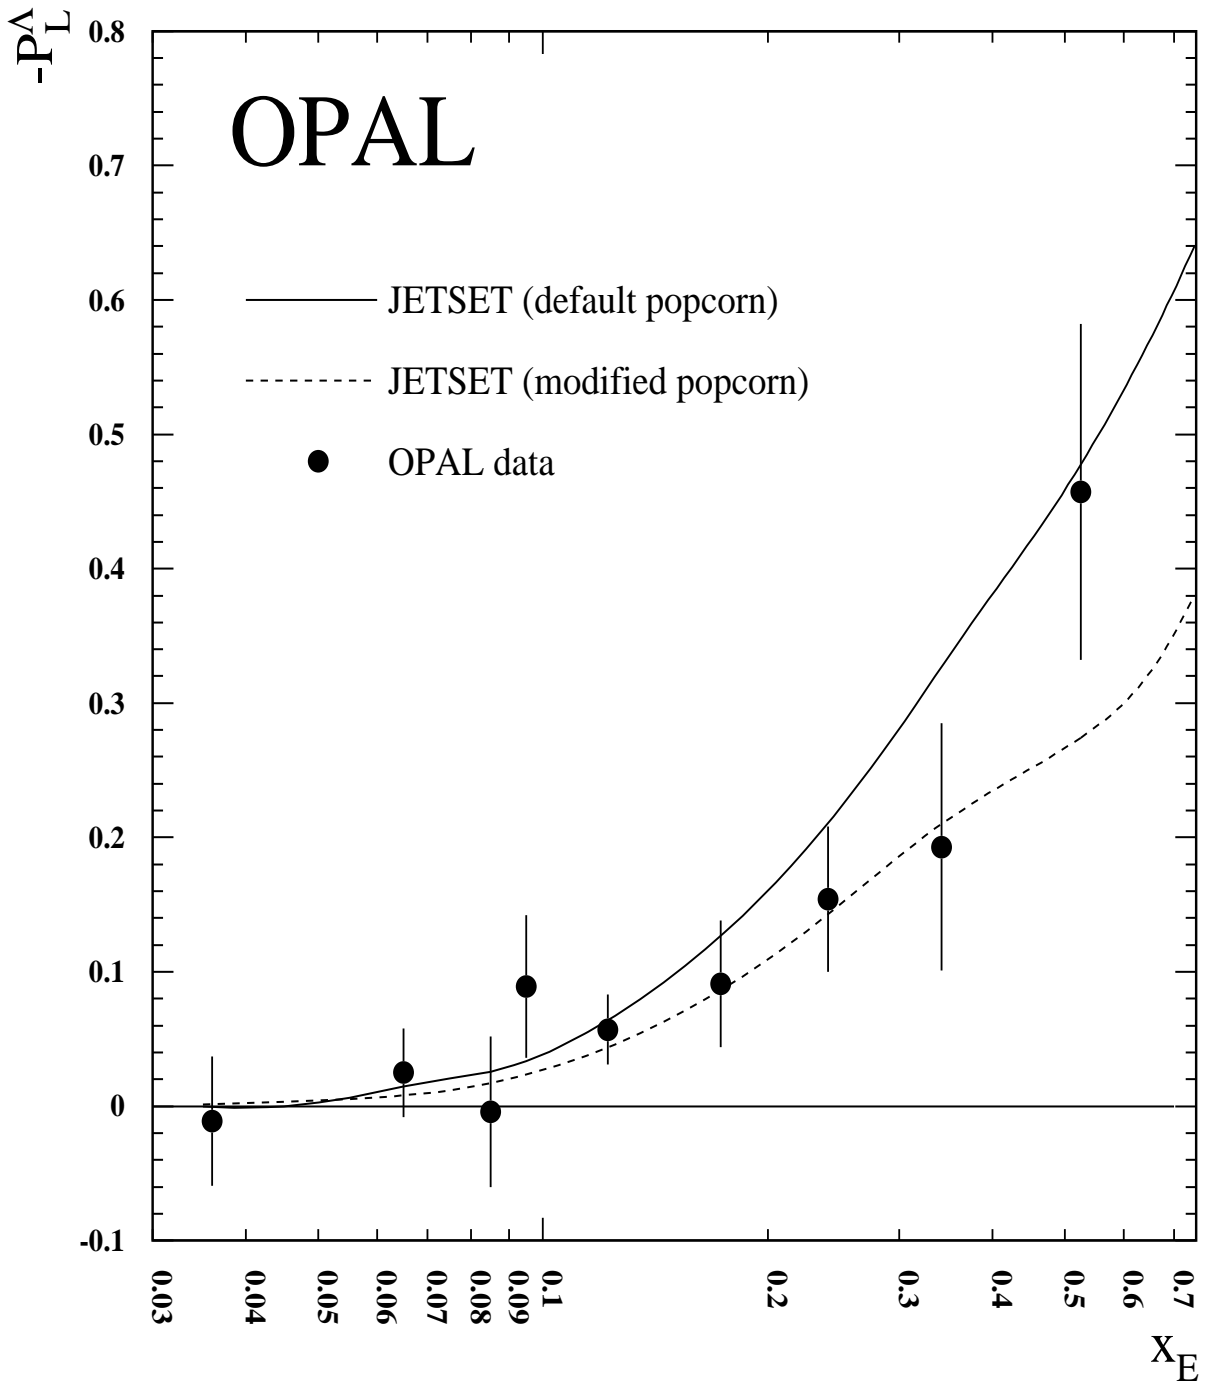 -P^Λ_L
0.8
OPAL
0.7
0.6
JETSET (default popcorn)
JETSET (modified popcorn)
0.5
OPAL data
0.4
0.3
0.2
0.1
0
-0.1
0.03 0.04 0.05 0.06 0.07 0.08 0.09 0.1 0.2 0.3 0.4 0.5 0.6 0.7
x_E